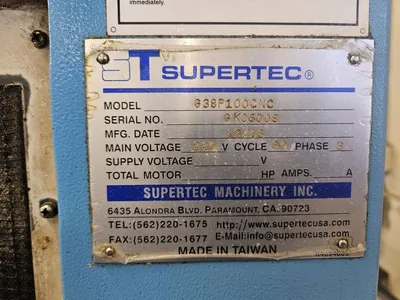 immediately.
ST SUPERTEC®
MODEL G38P100CNC
SERIAL NO.
MFG. DATE
MAIN VOLTAGE V CYCLE PHASE 3
SUPPLY VOLTAGE V
TOTAL MOTOR HP AMPS. A
SUPERTEC MACHINERY INC.
6435 ALONDRA BLVD. PARAMOUNT, CA. 90723
TEL:(562)220-1675 http://www.supertecusa.com
FAX:(562)220-1677 E-Mail:info@supertecusa.com
MADE IN TAIWAN